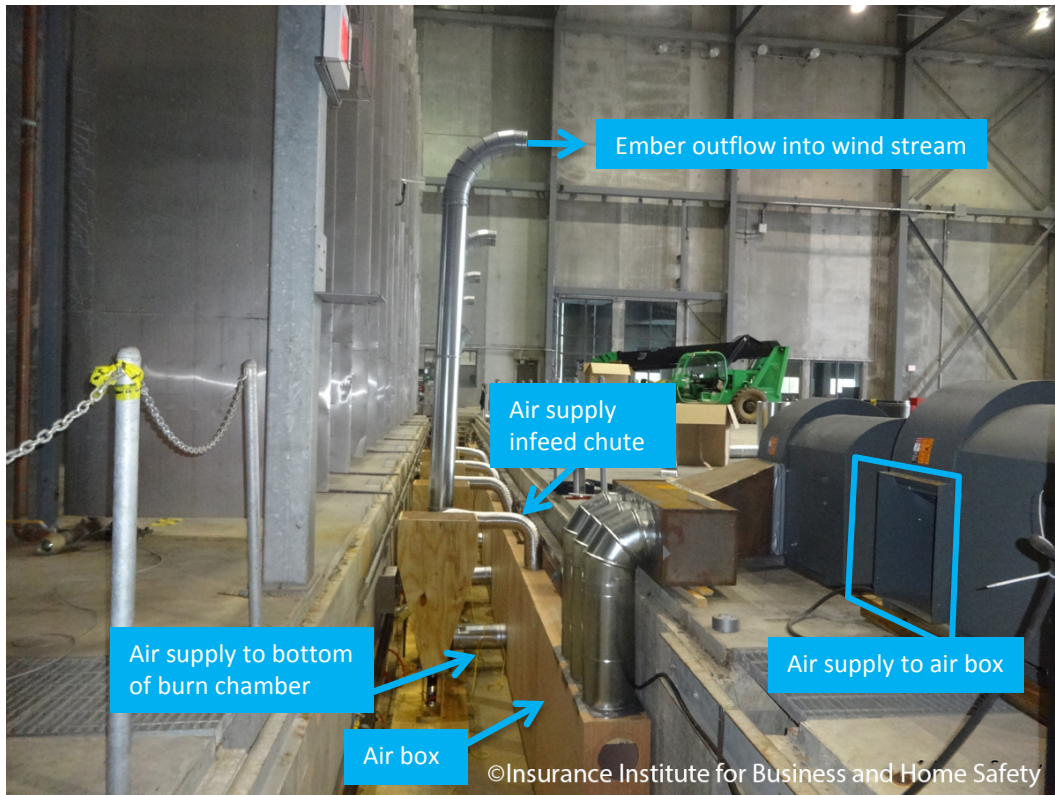 Ember outflow into wind stream
Air supply
infeed chute
Air supply to bottom
of burn chamber
Air supply to air box
Air box
©Insurance Institute for Business and Home Safety